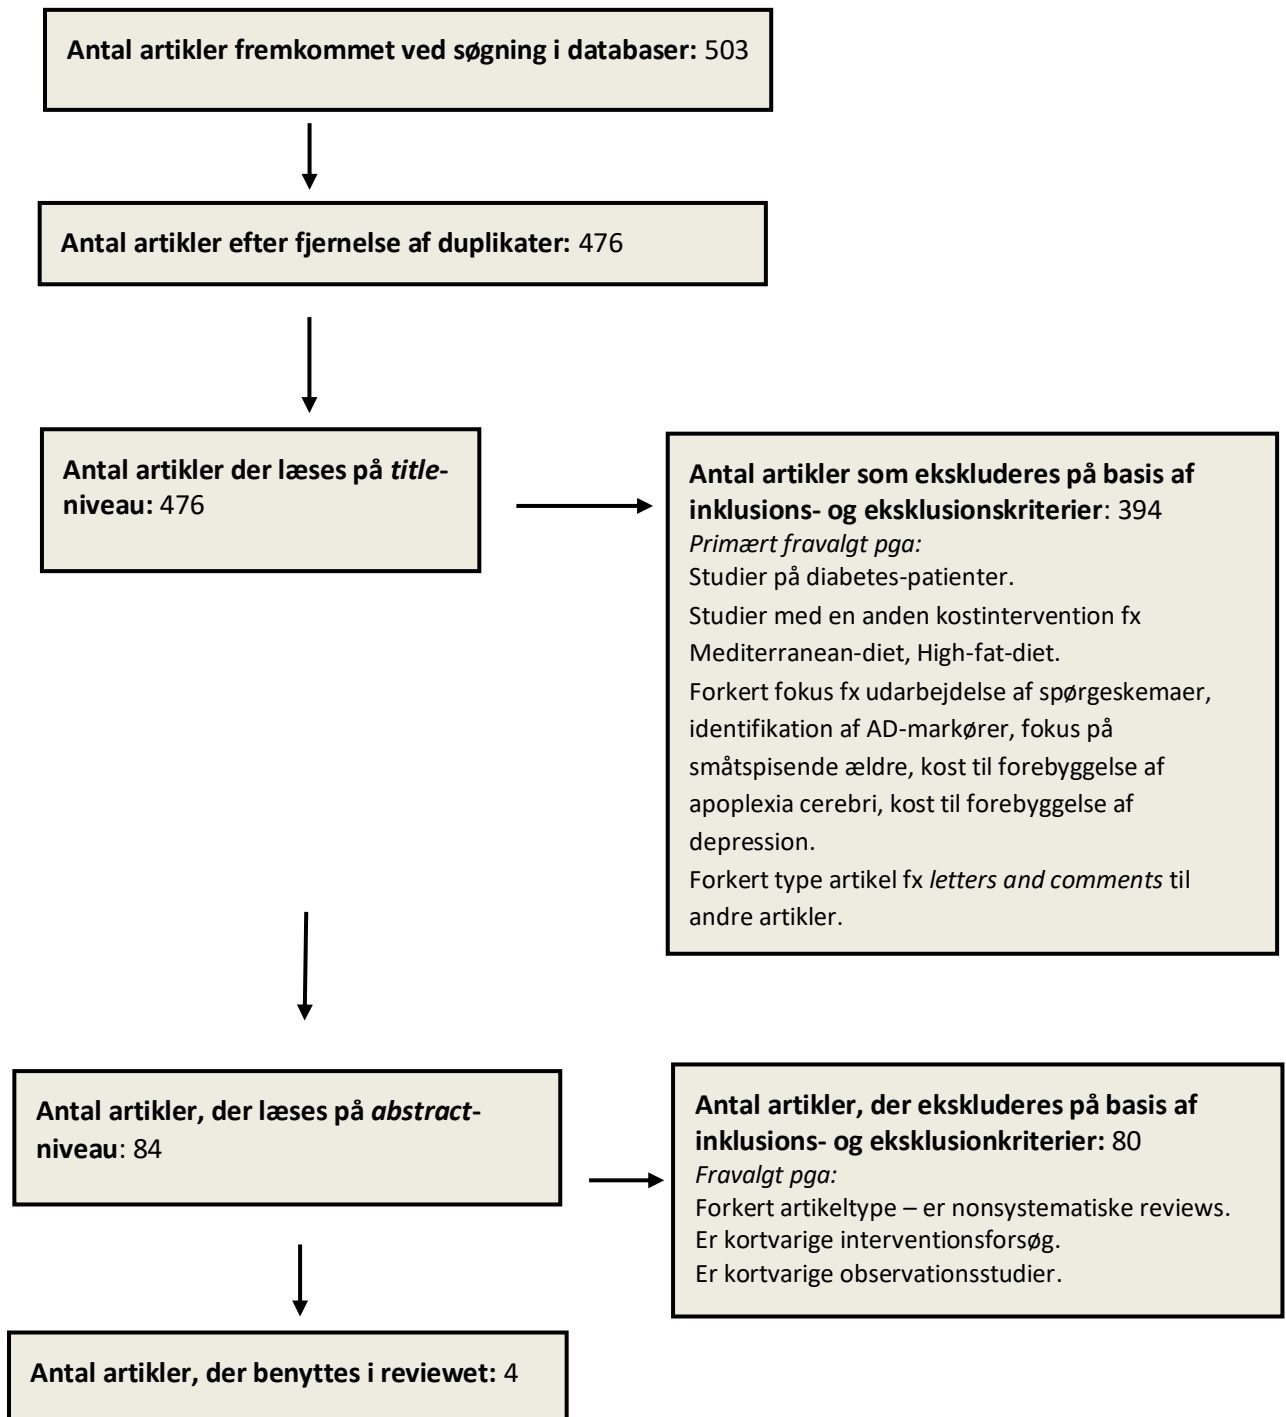 Antal artikler fremkommet ved søgning i databaser: 503
Antal artikler efter fjernelse af duplikater: 476
Antal artikler der læses på title-
niveau: 476
Antal artikler som ekskluderes på basis af
inklusions- og eksklusionskriterier: 394
Primært fravalgt pga:
Studier på diabetes-patienter.
Studier med en anden kostintervention fx
Mediterranean-diet, High-fat-diet.
Forkert fokus fx udarbejdelse af spørgeskemaer,
identifikation af AD-markører, fokus på
småtspisende ældre, kost til forebyggelse af
apoplexia cerebri, kost til forebyggelse af
depression.
Forkert type artikel fx letters and comments til
andre artikler.
Antal artikler, der læses på abstract-
niveau: 84
Antal artikler, der ekskluderes på basis af
inklusions- og eksklusionkriterier: 80
Fravalgt pga:
Forkert artikeltype – er nonsystematiske reviews.
Er kortvarige interventionsforsøg.
Er kortvarige observationsstudier.
Antal artikler, der benyttes i reviewet: 4